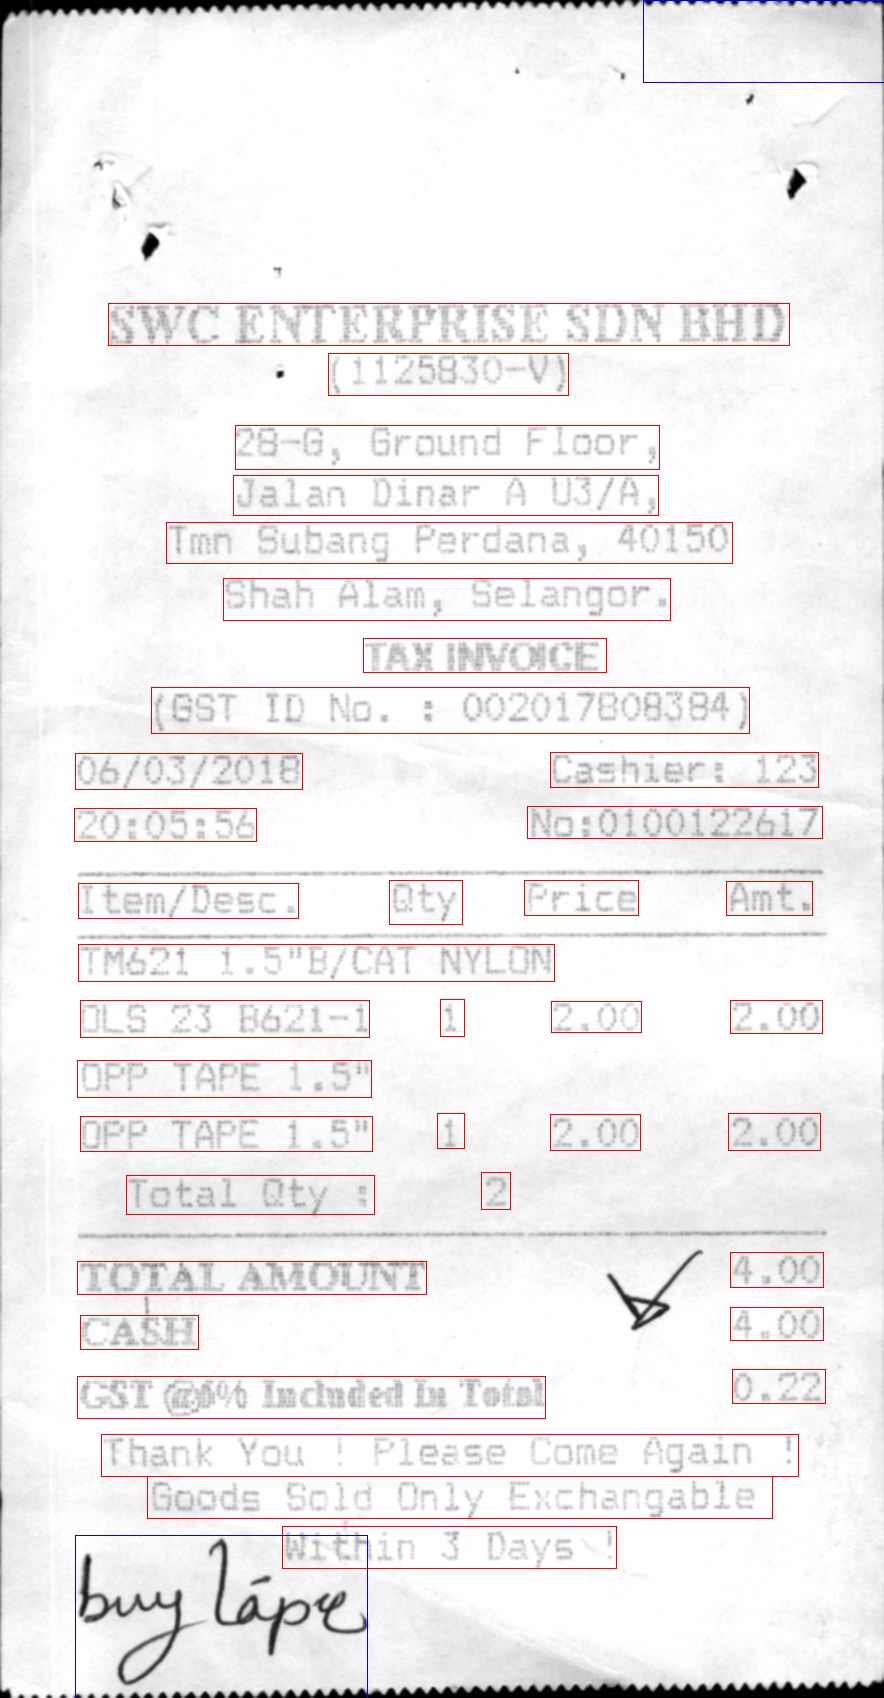 SWC ENTERPRISE SDN BHD
(1125830-V)
28-G, Ground Floor,
Jalan Dinar A U3/A,
Tmn Subang Perdana, 40150
Shah Alam, Selangor.
TAX INVOICE
(GST ID No. : 002017808384)
06/03/2018 Cashier: 123
20:05:56 No:0100122617
Item/Desc. Qty Price Amt.
TM621 1.5"B/CAT NYLON
OLS 23 B621-1 1 2.00 2.00
OPP TAPE 1.5"
OPP TAPE 1.5" 1 2.00 2.00
Total Qty : 2
TOTAL AMOUNT 4.00
CASH 4.00
GST @6% Included In Total 0.22
Thank You ! Please Come Again !
Goods Sold Only Exchangable
Within 3 Days !
buy tape